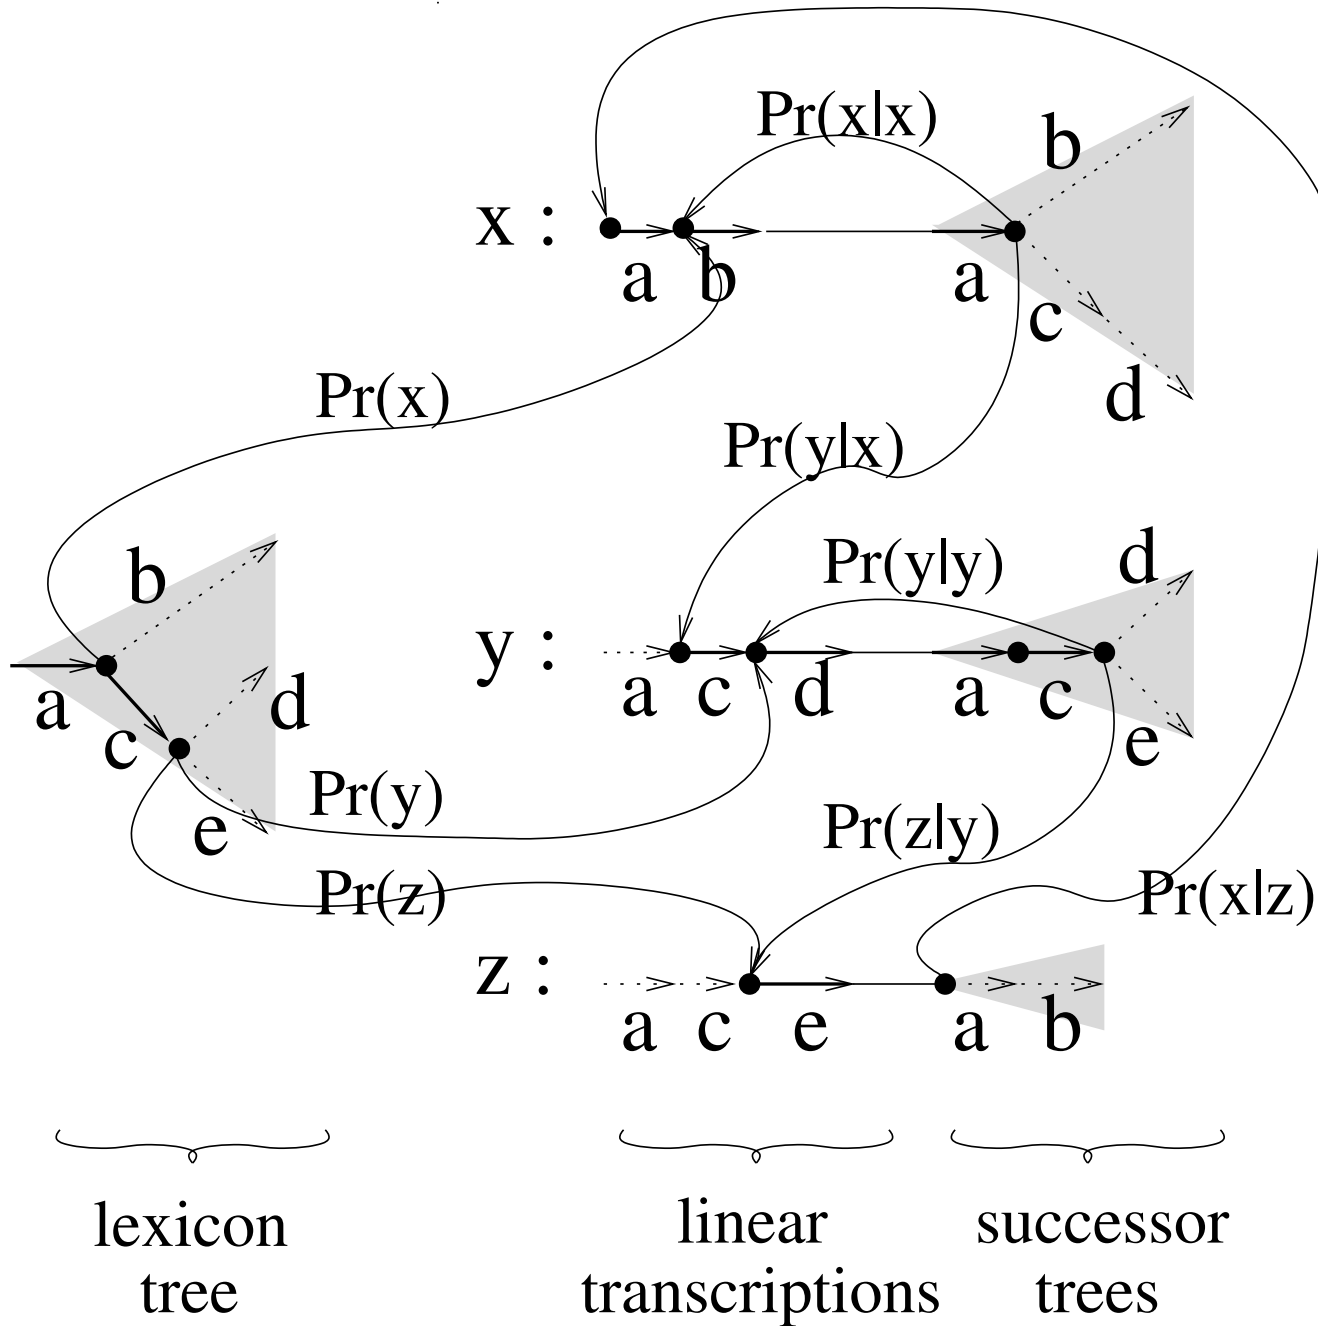 Pr(x|x)
b
x :
a
b
a
c
d
Pr(x)
Pr(y|x)
b
Pr(y|y)
d
y :
a
c
d
a
c
e
a
c
d
e
Pr(y)
Pr(z|y)
Pr(z)
Pr(x|z)
z :
a
c
e
a
b
lexicon
tree
linear
transcriptions
successor
trees